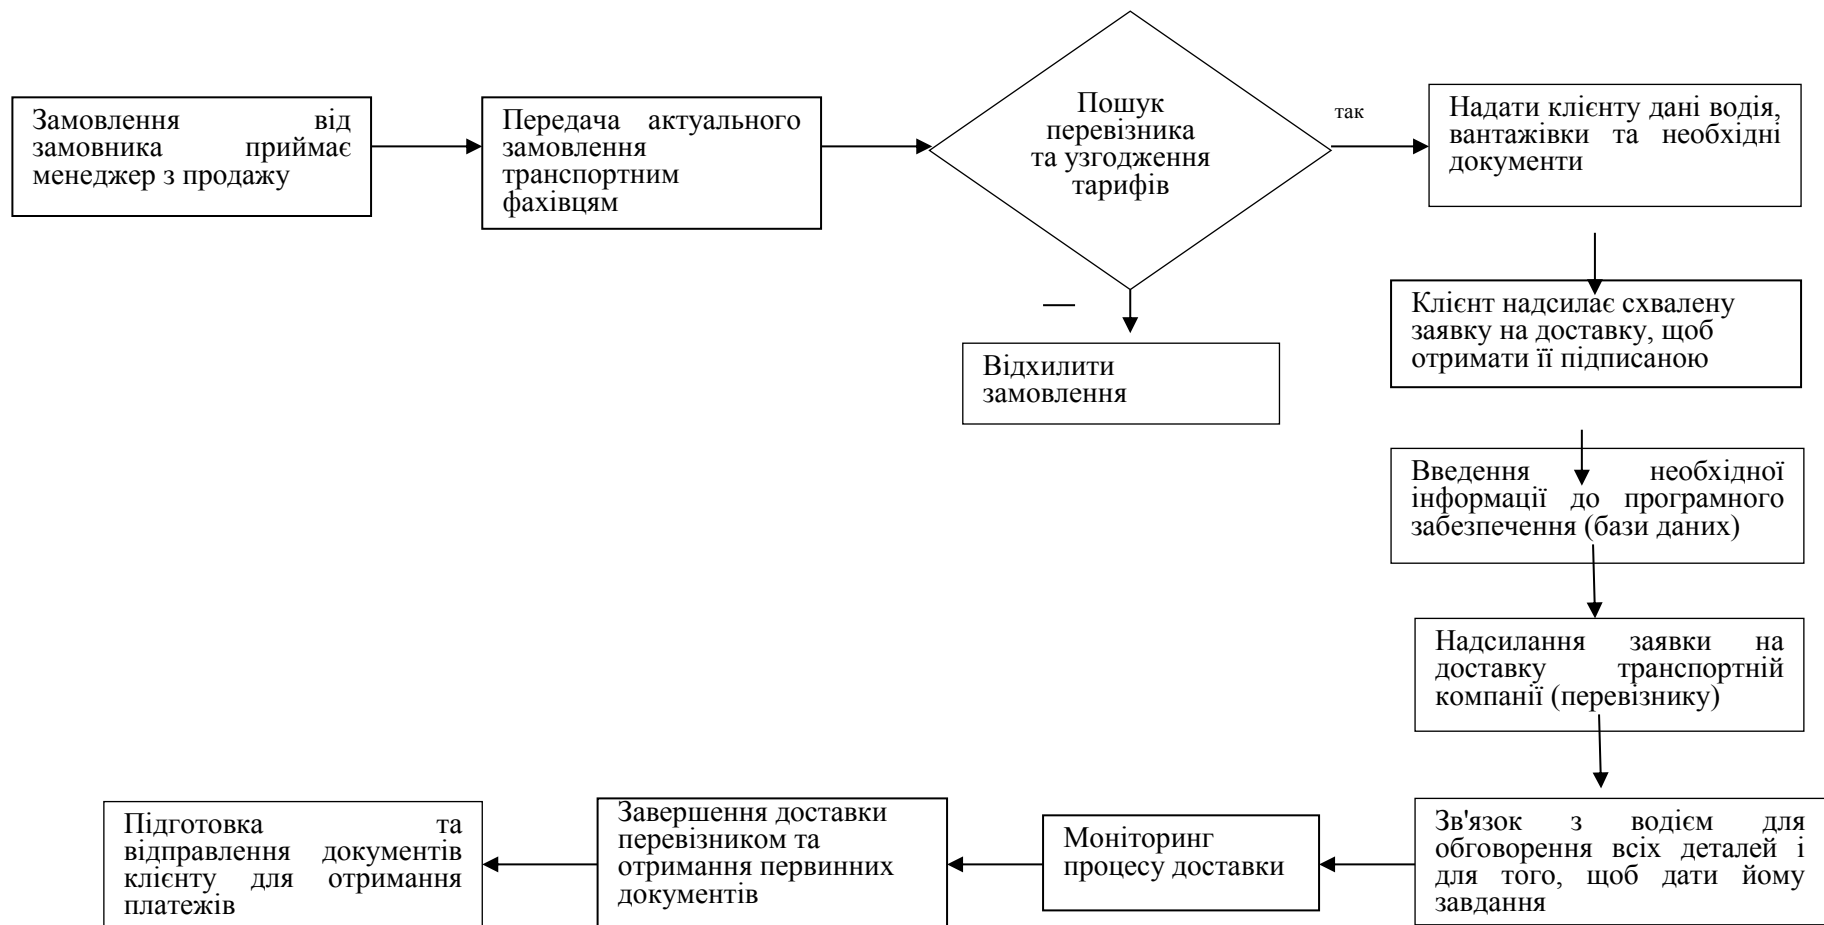 Замовлення від
замовника приймає
менеджер з продажу
Передача актуального
замовлення
транспортним
фахівцям
Пошук
перевізника
та узгодження
тарифів
так
Надати клієнту дані водія,
вантажівки та необхідні
документи
—
Відхилити
замовлення
Клієнт надсилає схвалену
заявку на доставку, щоб
отримати її підписаною
Введення необхідної
інформації до програмного
забезпечення (бази даних)
Надсилання заявки на
доставку транспортній
компанії (перевізнику)
Зв'язок з водієм для
обговорення всіх деталей і
для того, щоб дати йому
завдання
Моніторинг
процесу доставки
Завершення доставки
перевізником та
отримання первинних
документів
Підготовка та
відправлення документів
клієнту для отримання
платежів